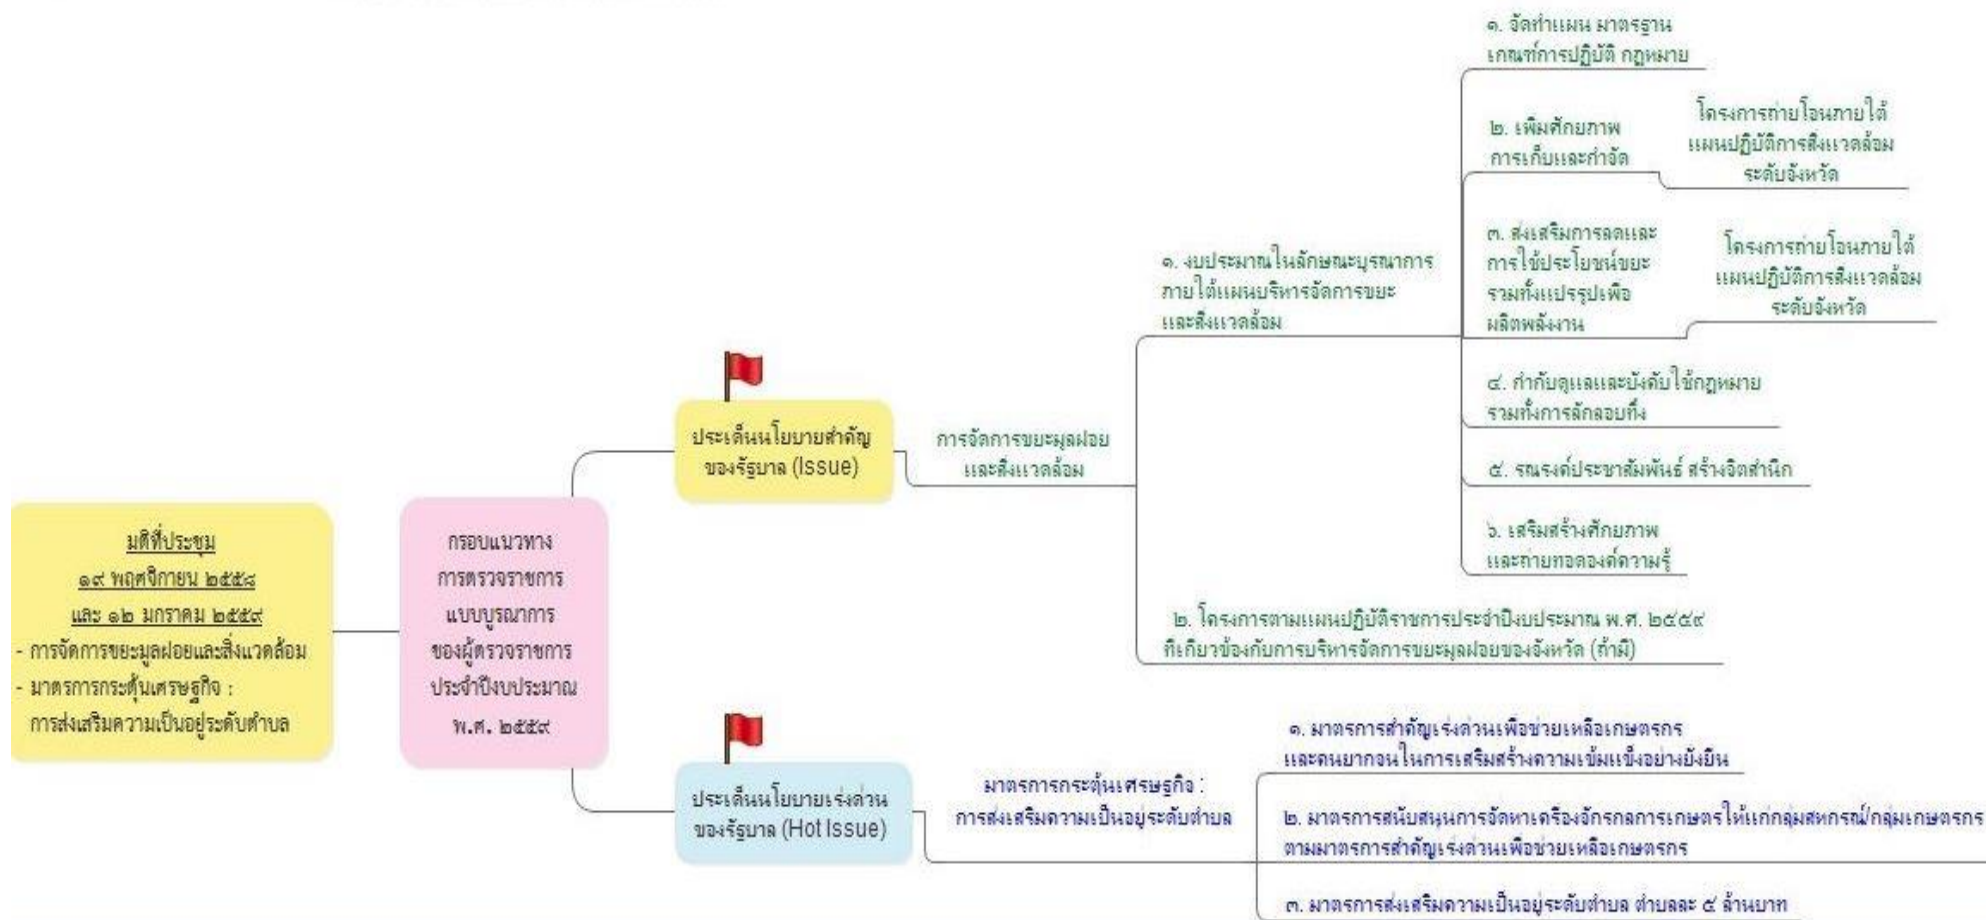 มติที่ประชุม
๑๙ พฤศจิกายน ๒๕๕๘
และ ๑๒ มกราคม ๒๕๕๙
- การจัดการขยะมูลฝอยและสิ่งแวดล้อม
- มาตรการกระตุ้นเศรษฐกิจ :
การส่งเสริมความเป็นอยู่ระดับตำบล
กรอบแนวทาง
การตรวจราชการ
แบบบูรณาการ
ของผู้ตรวจราชการ
ประจำปีงบประมาณ
พ.ศ. ๒๕๕๙
ประเด็นนโยบายสำคัญ
ของรัฐบาล (Issue)
การจัดการขยะมูลฝอย
และสิ่งแวดล้อม
๑. งบประมาณในลักษณะบูรณาการ
ภายใต้แผนบริหารจัดการขยะ
และสิ่งแวดล้อม
๑. จัดทำแผน มาตรฐาน
เกณฑ์การปฏิบัติ กฎหมาย
๒. เพิ่มศักยภาพ
การเก็บและกำจัด
โครงการถ่ายโอนภายใต้
แผนปฏิบัติการสิ่งแวดล้อม
ระดับจังหวัด
๓. ส่งเสริมการลดและ
การใช้ประโยชน์ขยะ
รวมทั้งแปรรูปเพื่อ
ผลิตพลังงาน
โครงการถ่ายโอนภายใต้
แผนปฏิบัติการสิ่งแวดล้อม
ระดับจังหวัด
๔. กำกับดูแลและบังคับใช้กฎหมาย
รวมทั้งการลักลอบทิ้ง
๕. รณรงค์ประชาสัมพันธ์ สร้างจิตสำนึก
๖. เสริมสร้างศักยภาพ
และถ่ายทอดองค์ความรู้
๒. โครงการตามแผนปฏิบัติราชการประจำปีงบประมาณ พ.ศ. ๒๕๕๙
ที่เกี่ยวข้องกับการบริหารจัดการขยะมูลฝอยของจังหวัด (ถ้ามี)
ประเด็นนโยบายเร่งด่วน
ของรัฐบาล (Hot Issue)
มาตรการกระตุ้นเศรษฐกิจ :
การส่งเสริมความเป็นอยู่ระดับตำบล
๑. มาตรการสำคัญเร่งด่วนเพื่อช่วยเหลือเกษตรกร
และคนยากจนในการเสริมสร้างความเข้มแข็งอย่างยั่งยืน
๒. มาตรการสนับสนุนการจัดหาเครื่องจักรกลการเกษตรให้แก่กลุ่มสหกรณ์/กลุ่มเกษตรกร
ตามมาตรการสำคัญเร่งด่วนเพื่อช่วยเหลือเกษตรกร
๓. มาตรการส่งเสริมความเป็นอยู่ระดับตำบล ตำบลละ ๕ ล้านบาท